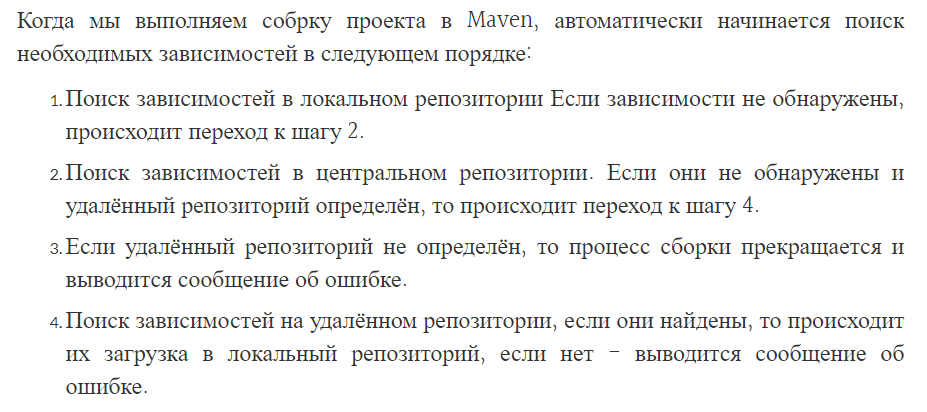 Когда мы выполняем собрку проекта в Maven, автоматически начинается поиск
необходимых зависимостей в следующем порядке:
1. Поиск зависимостей в локальном репозитории Если зависимости не обнаружены,
происходит переход к шагу 2.
2. Поиск зависимостей в центральном репозитории. Если они не обнаружены и
удалённый репозиторий определён, то происходит переход к шагу 4.
3. Если удалённый репозиторий не определён, то процесс сборки прекращается и
выводится сообщение об ошибке.
4. Поиск зависимостей на удалённом репозитории, если они найдены, то происходит
их загрузка в локальный репозиторий, если нет – выводится сообщение об
ошибке.